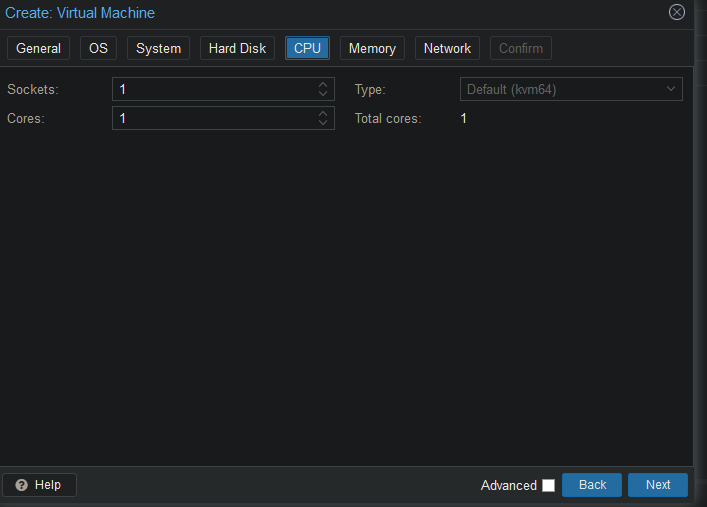 Create: Virtual Machine
General OS System Hard Disk CPU Memory Network Confirm
Sockets: 1 Type: Default (kvm64)
Cores: 1 Total cores: 1
Help Advanced Back Next